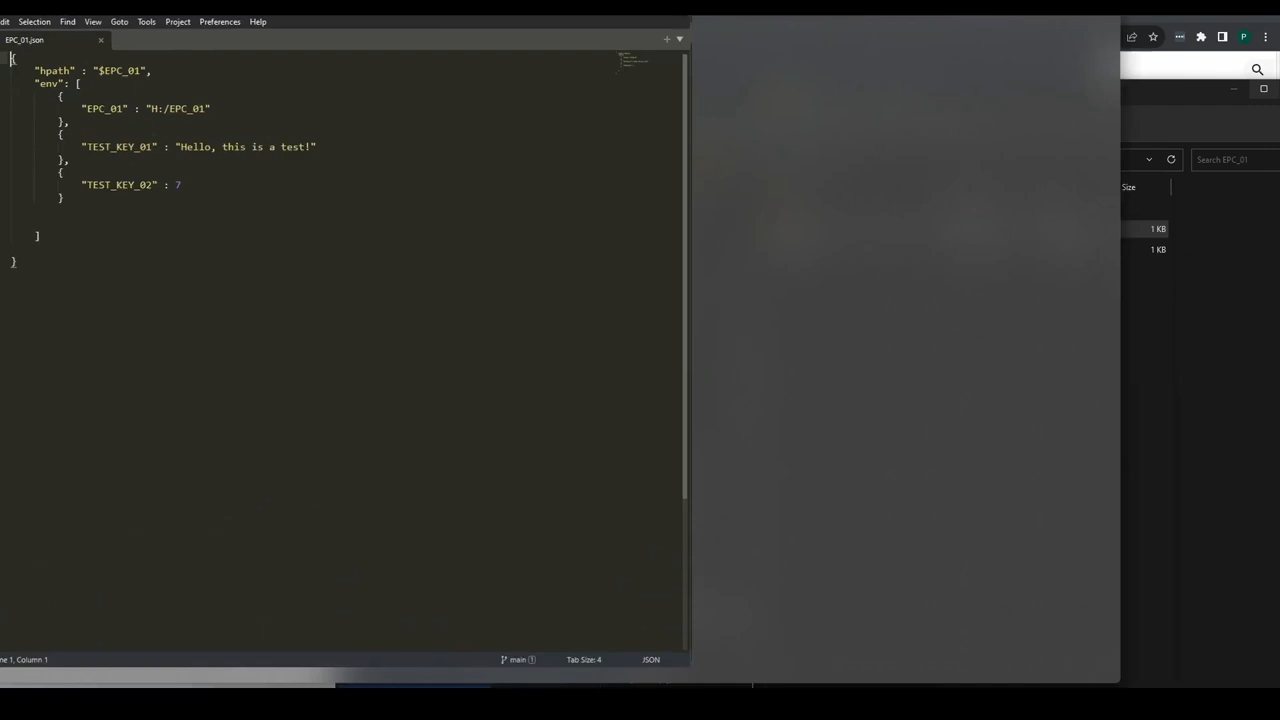 dit Selection Find View Goto Tools Project Preferences Help
EPC_01.json × + ▼
{
"hpath" : "$EPC_01",
"env": [
{
"EPC_01" : "H:/EPC_01"
},
{
"TEST_KEY_01" : "Hello, this is a test!"
},
{
"TEST_KEY_02" : 7
}
]
}
ne 1, Column 1 main 1 Tab Size: 4 JSON
P
Search EPC_01
Size
1 KB
1 KB